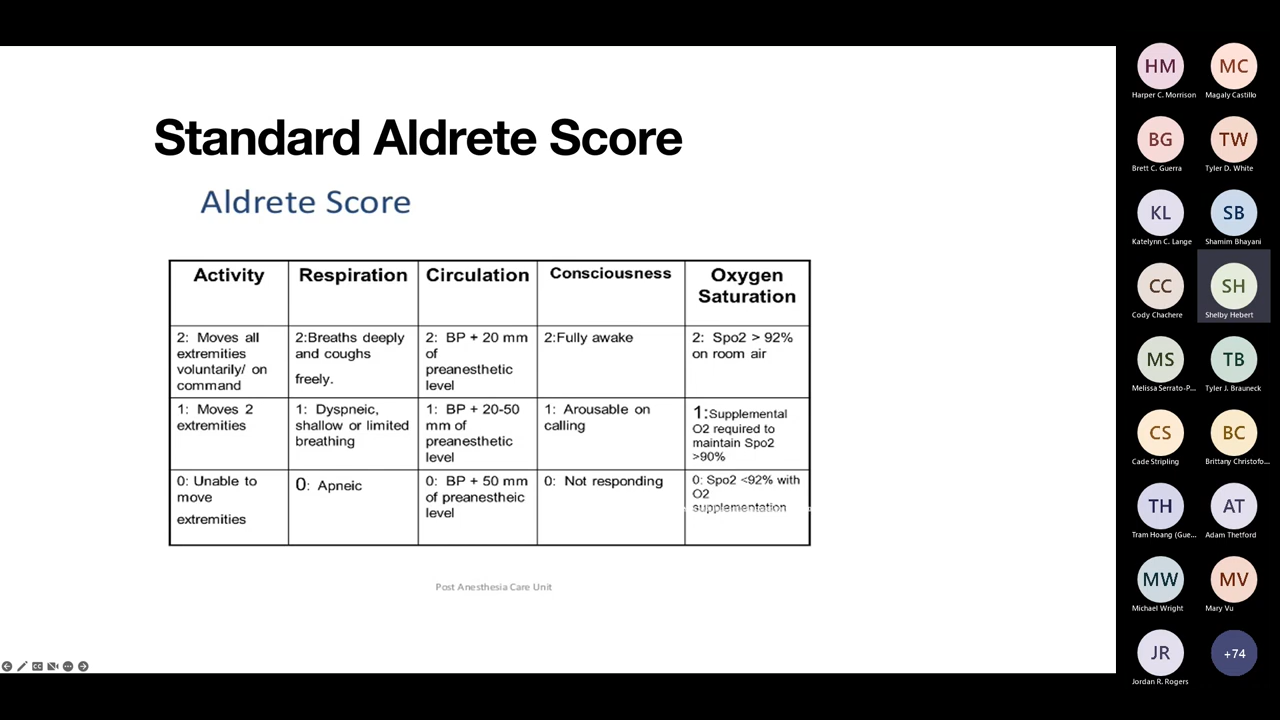 Standard Aldrete Score
Aldrete Score
Activity
Respiration
Circulation
Consciousness
Oxygen
Saturation
2: Moves all
extremities
voluntarily/ on
command
2:Breaths deeply
and coughs
freely.
2: BP + 20 mm
of
preanesthetic
level
2:Fully awake
2: Spo2 > 92%
on room air
1: Moves 2
extremities
1: Dyspneic,
shallow or limited
breathing
1: BP + 20-50
mm of
preanesthetic
level
1: Arousable on
calling
1:Supplemental
O2 required to
maintain Spo2
>90%
0: Unable to
move
extremities
0: Apneic
0: BP + 50 mm
of preanestheic
level
0: Not responding
0: Spo2 <92% with
O2
supplementation
Post Anesthesia Care Unit
HM
Harper C. Morrison
MC
Magaly Castillo
BG
Brett C. Guerra
TW
Tyler D. White
KL
Katelynn C. Lange
SB
Shamim Bhayani
CC
Cody Chachere
SH
Shelby Hebert
MS
Melissa Serrato-P...
TB
Tyler J. Brauneck
CS
Cade Stripling
BC
Brittany Christofo...
TH
Tram Hoang (Gue...
AT
Adam Thetford
MW
Michael Wright
MV
Mary Vu
JR
Jordan R. Rogers
+74